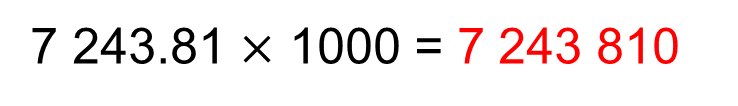 7 243.81 × 1000 = 7 243 810